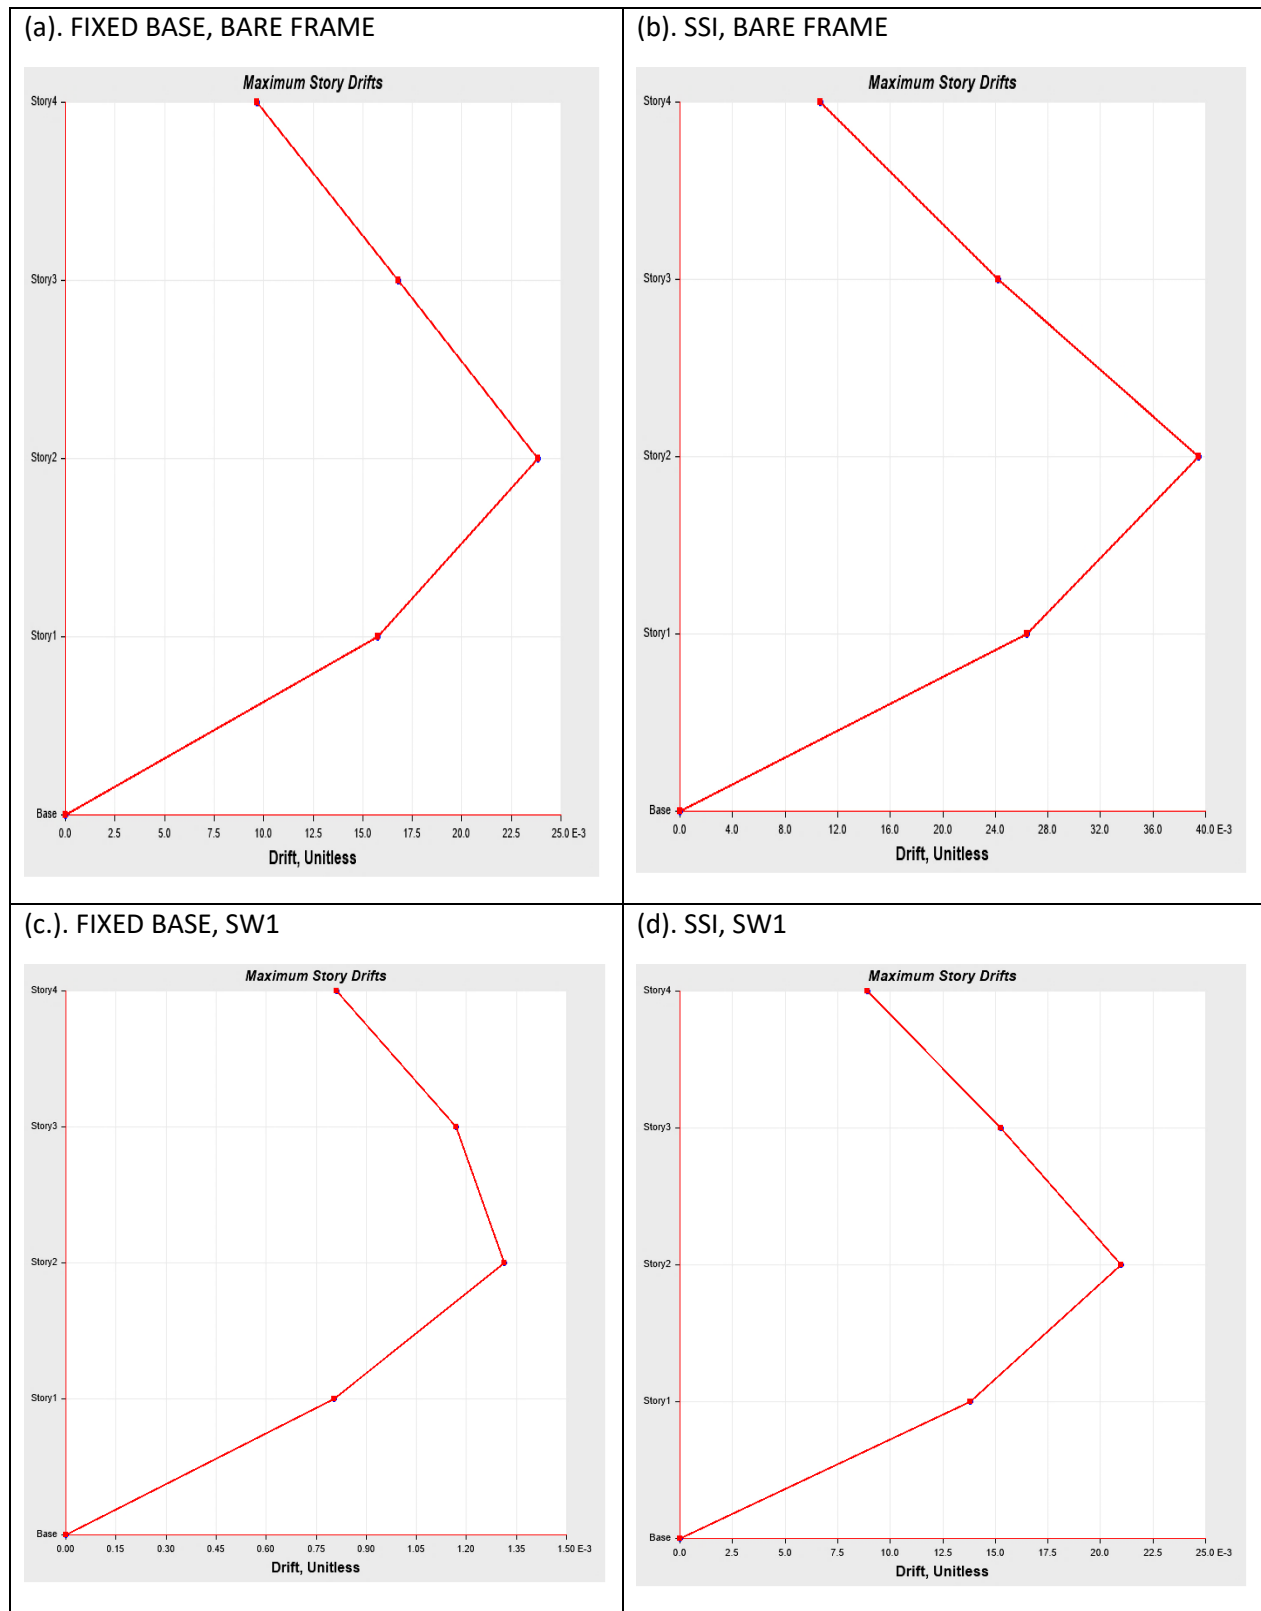 (a). FIXED BASE, BARE FRAME
Maximum Story Drifts
Story4
Story3
Story2
Story1
Base
0.0 2.5 5.0 7.5 10.0 12.5 15.0 17.5 20.0 22.5 25.0 E-3
Drift, Unitless
(b). SSI, BARE FRAME
Maximum Story Drifts
Story4
Story3
Story2
Story1
Base
0.0 4.0 8.0 12.0 16.0 20.0 24.0 28.0 32.0 36.0 40.0 E-3
Drift, Unitless
(c.). FIXED BASE, SW1
Maximum Story Drifts
Story4
Story3
Story2
Story1
Base
0.00 0.15 0.30 0.45 0.60 0.75 0.90 1.05 1.20 1.35 1.50 E-3
Drift, Unitless
(d). SSI, SW1
Maximum Story Drifts
Story4
Story3
Story2
Story1
Base
0.0 2.5 5.0 7.5 10.0 12.5 15.0 17.5 20.0 22.5 25.0 E-3
Drift, Unitless